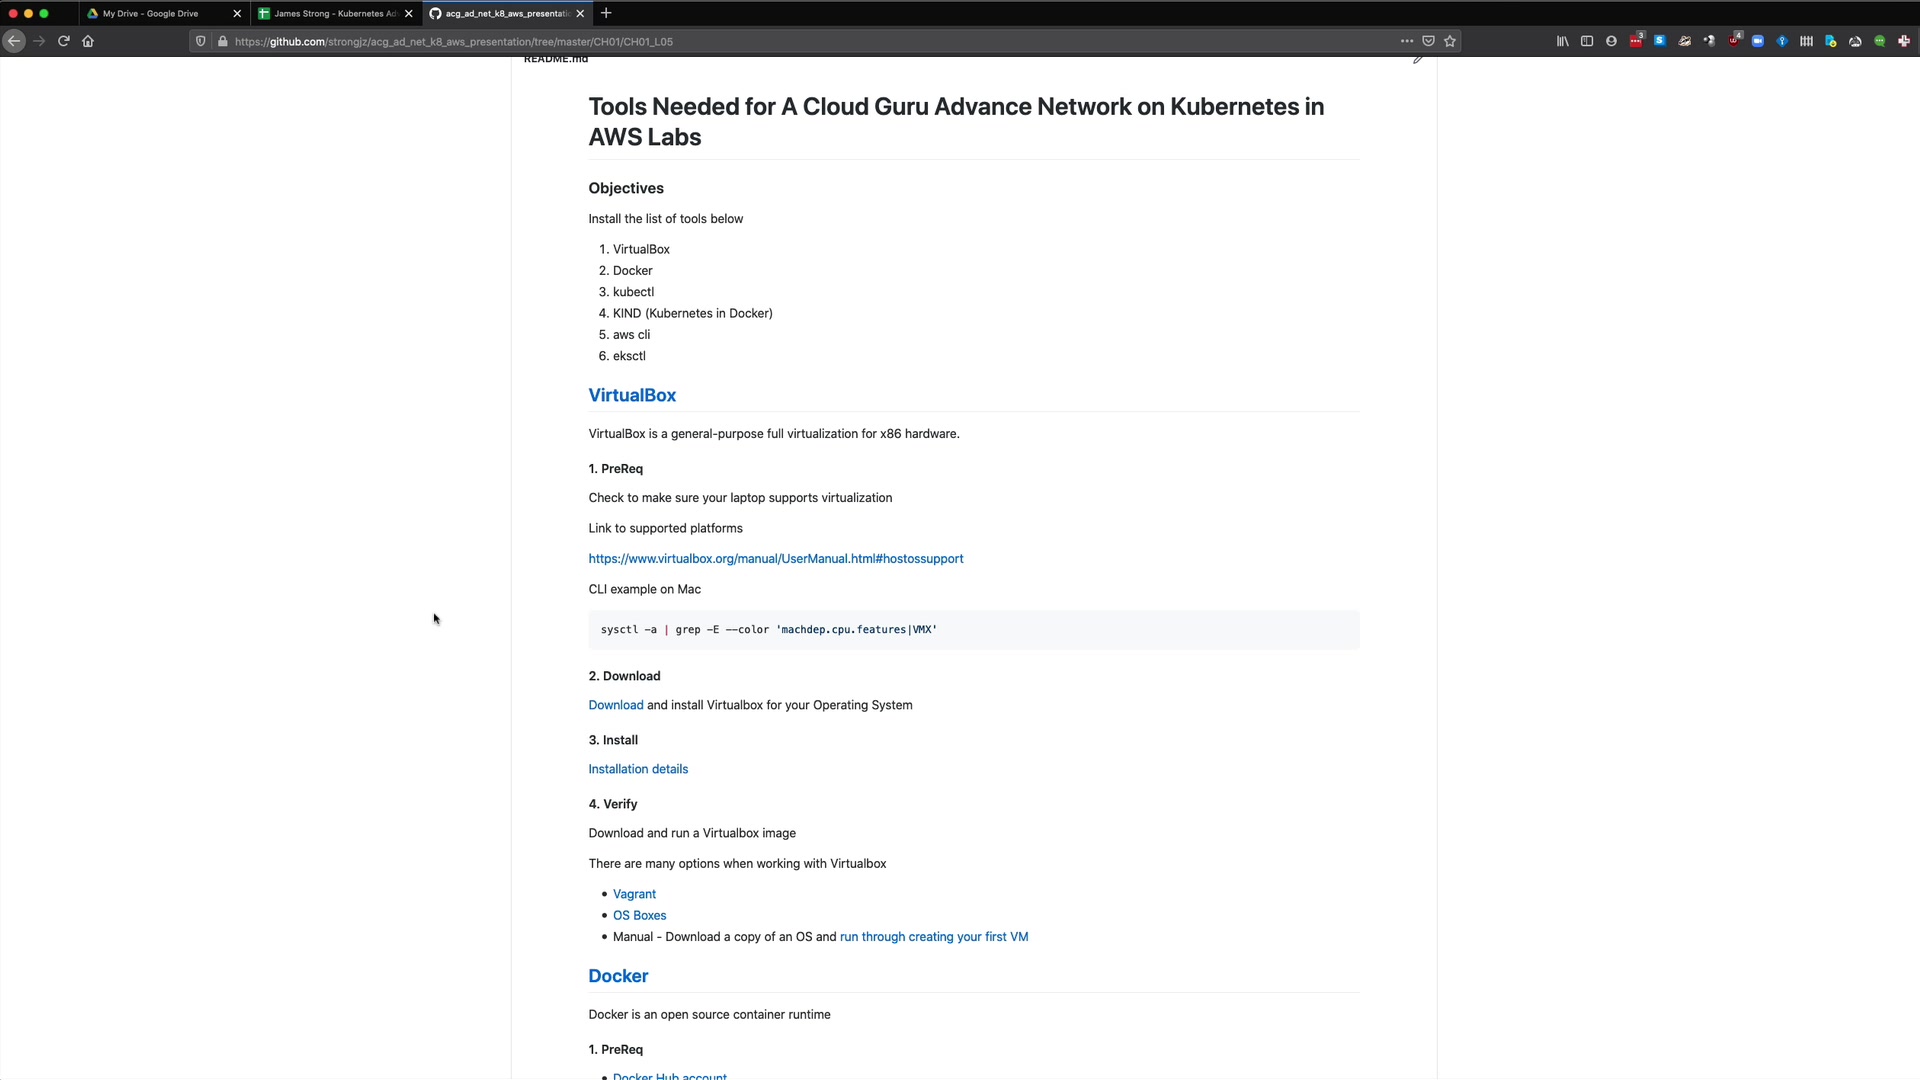 My Drive - Google Drive
James Strong - Kubernetes Ad
acg_ad_net_k8_aws_presentatio
https://github.com/strongjz/acg_ad_net_k8_aws_presentation/tree/master/CH01/CH01_L05
3
4
README.md
Tools Needed for A Cloud Guru Advance Network on Kubernetes in
AWS Labs
Objectives
Install the list of tools below
1. VirtualBox
2. Docker
3. kubectl
4. KIND (Kubernetes in Docker)
5. aws cli
6. eksctl
VirtualBox
VirtualBox is a general-purpose full virtualization for x86 hardware.
1. PreReq
Check to make sure your laptop supports virtualization
Link to supported platforms
https://www.virtualbox.org/manual/UserManual.html#hostossupport
CLI example on Mac
sysctl -a | grep -E --color 'machdep.cpu.features|VMX'
2. Download
Download and install Virtualbox for your Operating System
3. Install
Installation details
4. Verify
Download and run a Virtualbox image
There are many options when working with Virtualbox
• Vagrant
• OS Boxes
• Manual - Download a copy of an OS and run through creating your first VM
Docker
Docker is an open source container runtime
1. PreReq
• Docker Hub account